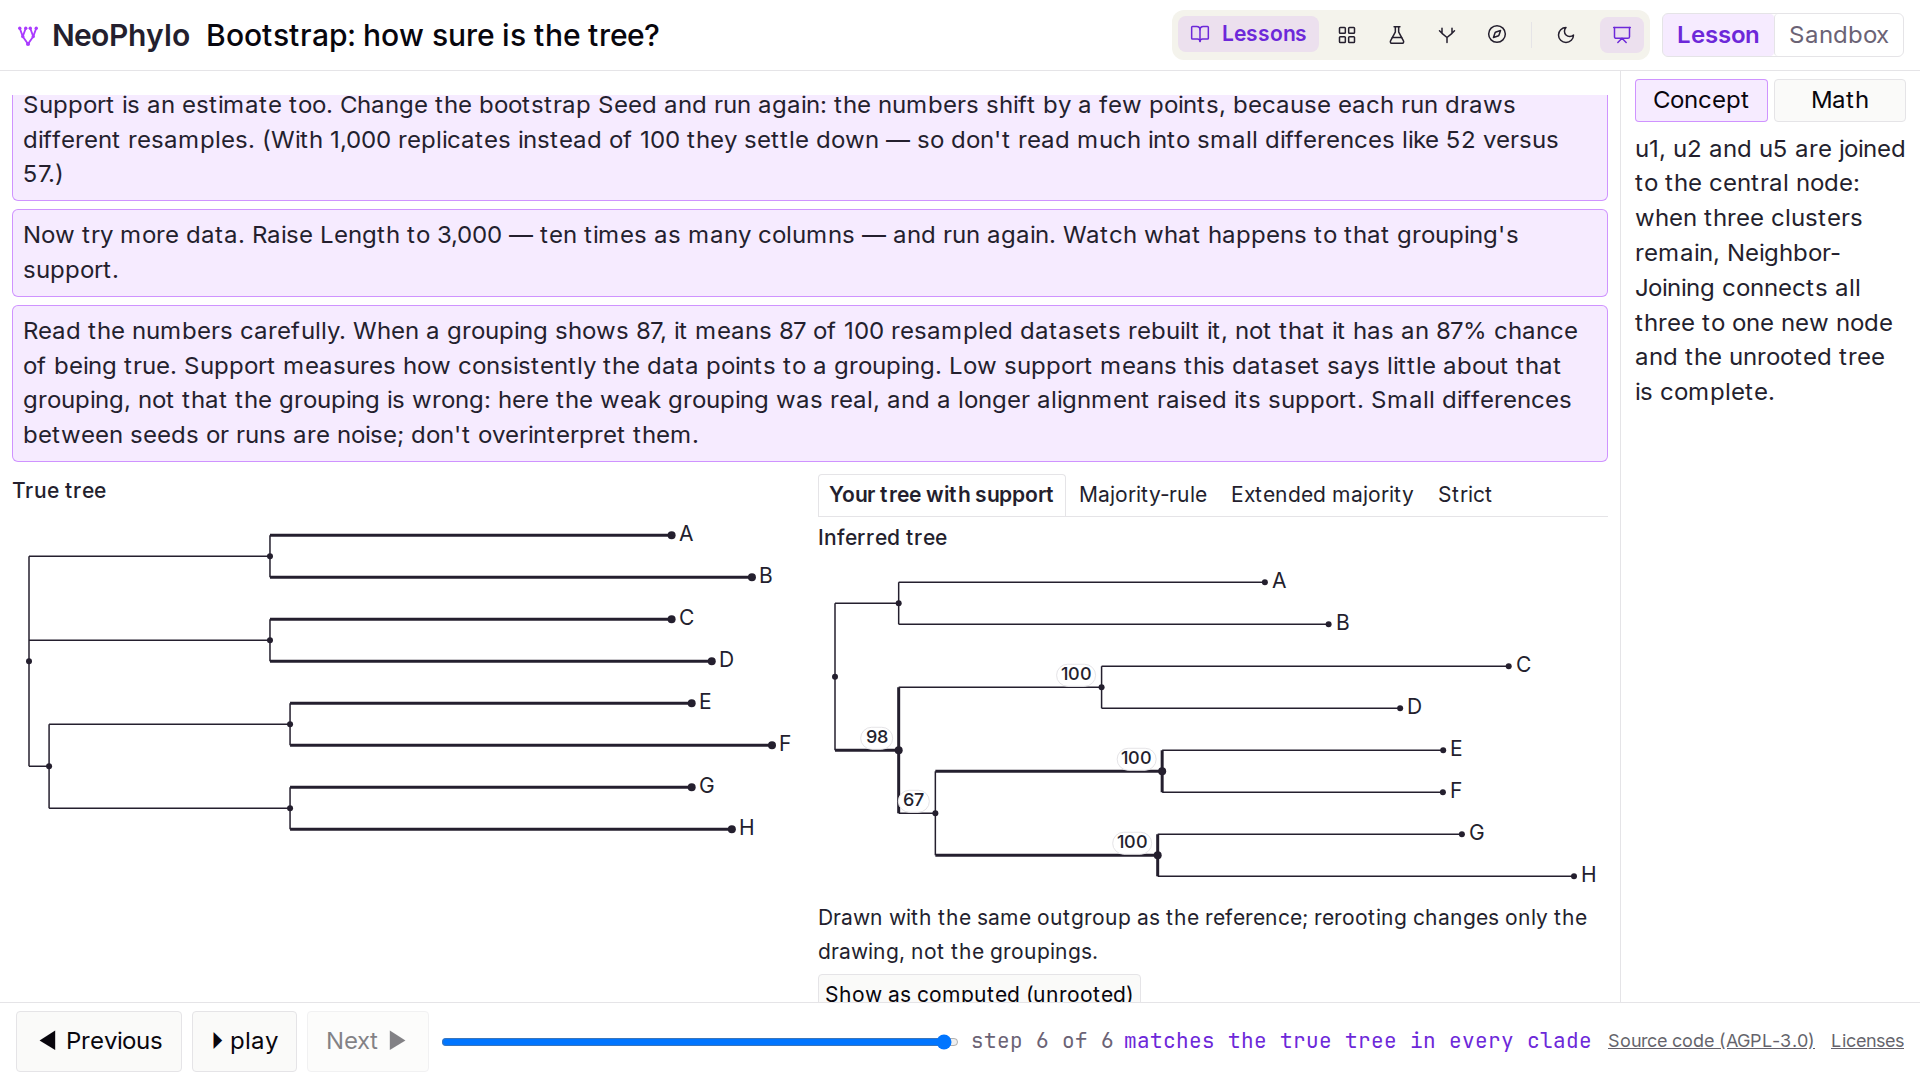 NeoPhylo Bootstrap: how sure is the tree?
Lessons
Lesson Sandbox
Support is an estimate too. Change the bootstrap Seed and run again: the numbers shift by a few points, because each run draws
different resamples. (With 1,000 replicates instead of 100 they settle down — so don't read much into small differences like 52 versus
57.)
Now try more data. Raise Length to 3,000 — ten times as many columns — and run again. Watch what happens to that grouping's
support.
Read the numbers carefully. When a grouping shows 87, it means 87 of 100 resampled datasets rebuilt it, not that it has an 87% chance
of being true. Support measures how consistently the data points to a grouping. Low support means this dataset says little about that
grouping, not that the grouping is wrong: here the weak grouping was real, and a longer alignment raised its support. Small differences
between seeds or runs are noise; don't overinterpret them.
True tree
A
B
C
D
E
F
G
H
Your tree with support Majority-rule Extended majority Strict
Inferred tree
A
B
100
C
D
98
100
E
F
67
100
G
H
Drawn with the same outgroup as the reference; rerooting changes only the
drawing, not the groupings.
Show as computed (unrooted)
Concept Math
u1, u2 and u5 are joined
to the central node:
when three clusters
remain, Neighbor-
Joining connects all
three to one new node
and the unrooted tree
is complete.
Previous play Next
step 6 of 6 matches the true tree in every clade
Source code (AGPL-3.0) Licenses